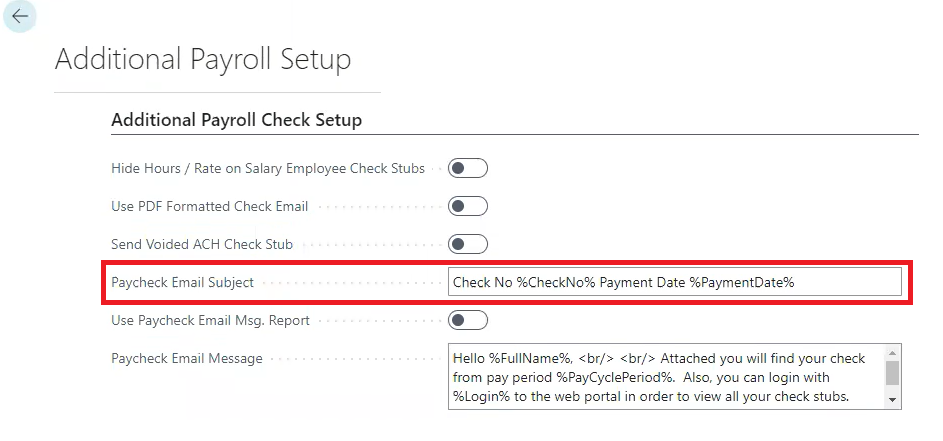 Additional Payroll Setup
Additional Payroll Check Setup
Hide Hours / Rate on Salary Employee Check Stubs
Use PDF Formatted Check Email
Send Voided ACH Check Stub
Paycheck Email Subject Check No %CheckNo% Payment Date %PaymentDate%
Use Paycheck Email Msg. Report
Paycheck Email Message Hello %FullName%, <br/> <br/> Attached you will find your check
from pay period %PayCyclePeriod%.  Also, you can login with
%Login% to the web portal in order to view all your check stubs.